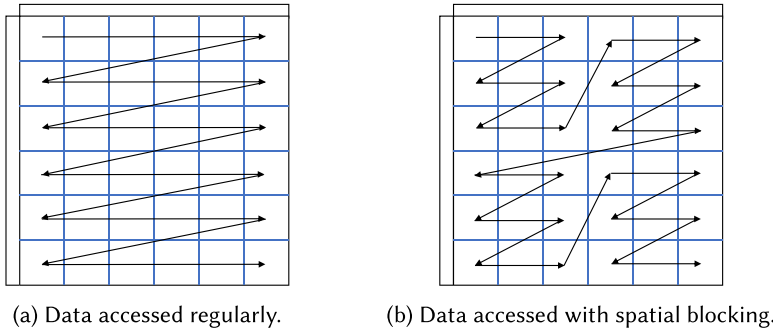 (a) Data accessed regularly.
(b) Data accessed with spatial blocking.